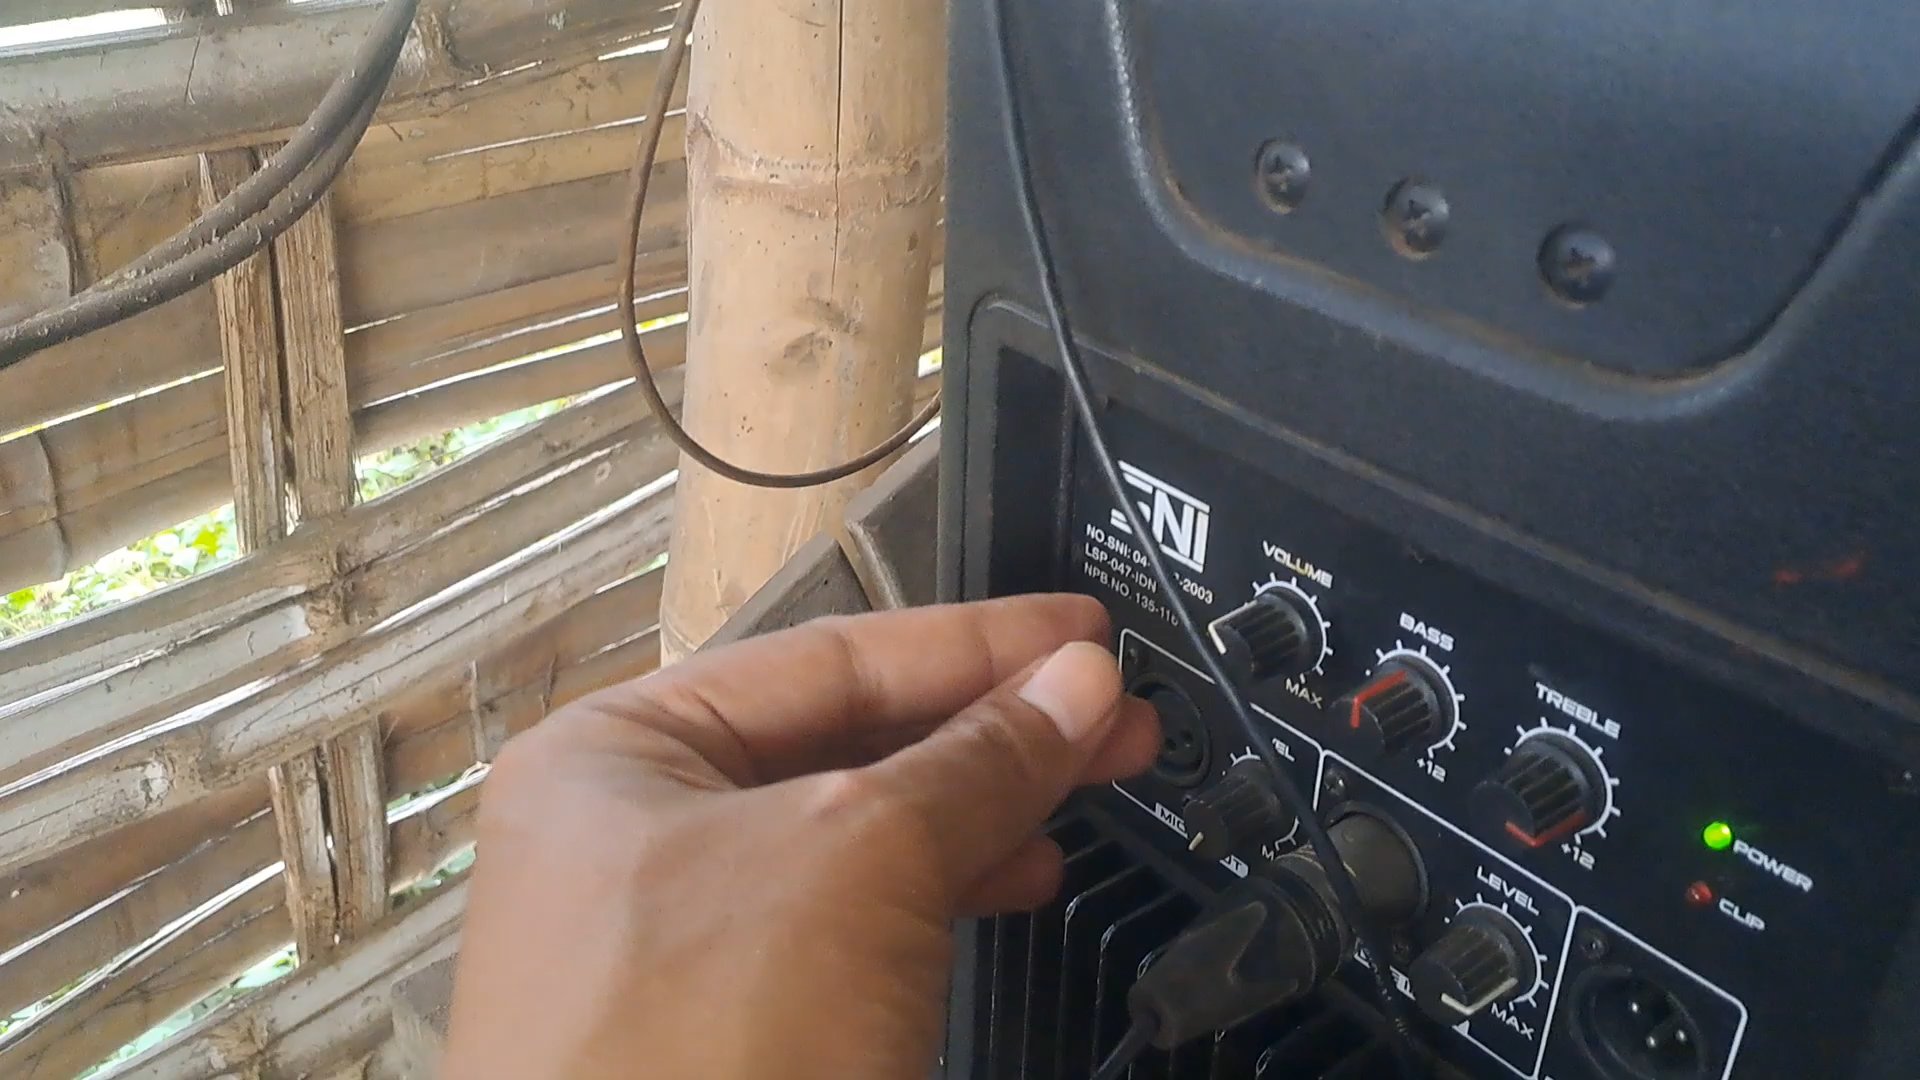 SNI
NO.SNI: 04 -2003
LSP-047-IDN
NPB.NO. 135-11
VOLUME
MAX
BASS
+12
TREBLE
+12
POWER
CLIP
MIC
LEVEL
MAX